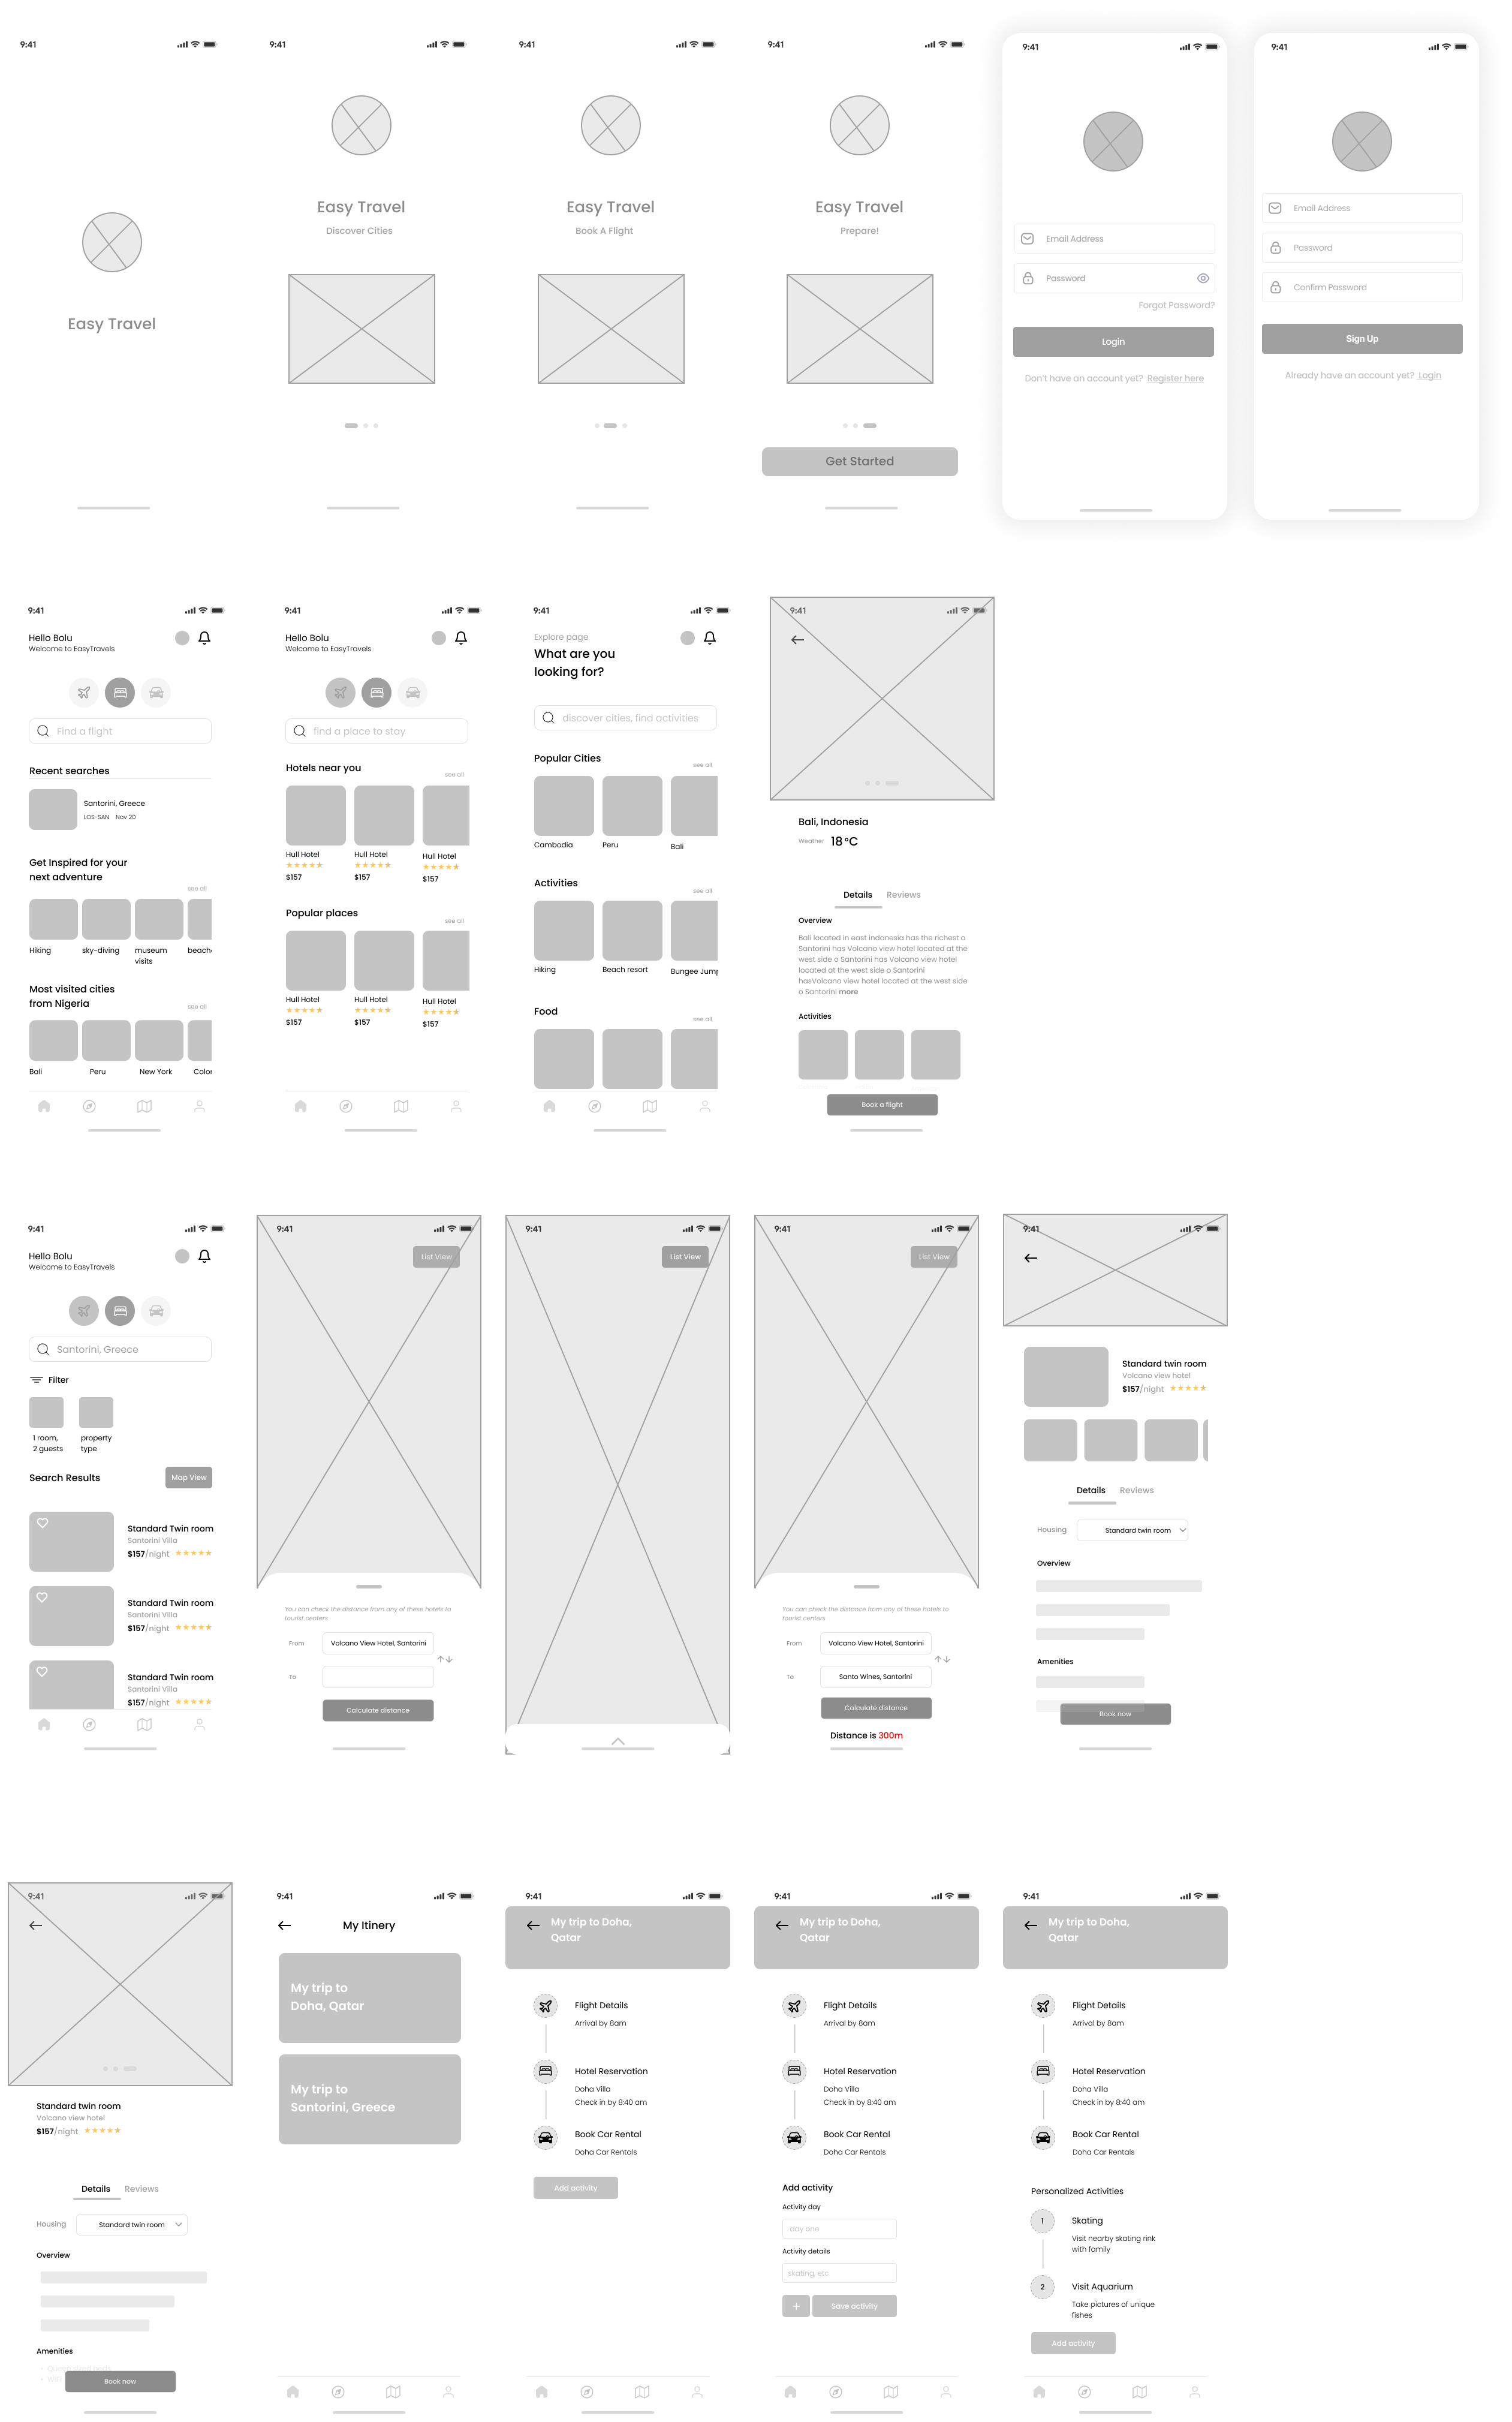 9:41
Easy Travel
9:41
Easy Travel
Discover Cities
9:41
Easy Travel
Book A Flight
9:41
Easy Travel
Prepare!
Get Started
9:41
Email Address
Password
Forgot Password?
Login
Don't have an account yet? Register here
9:41
Email Address
Password
Confirm Password
Sign Up
Already have an account yet? Login
9:41
Hello Bolu
Welcome to EasyTravels
Find a flight
Recent searches
Santorini, Greece
LOS-SAN Nov 20
Get Inspired for your
next adventure
see all
Hiking
sky-diving
museum
visits
beach
Most visited cities
from Nigeria
see all
Bali
Peru
New York
Color
9:41
Hello Bolu
Welcome to EasyTravels
find a place to stay
Hotels near you
see all
Hull Hotel
$157
Hull Hotel
$157
Hull Hotel
$157
Popular places
see all
Hull Hotel
$157
Hull Hotel
$157
Hull Hotel
$157
9:41
Explore page
What are you
looking for?
discover cities, find activities
Popular Cities
see all
Cambodia
Peru
Bali
Activities
see all
Hiking
Beach resort
Bungee Jump
Food
see all
9:41
Bali, Indonesia
Weather 18°C
Details Reviews
Overview
Bali located in east indonesia has the richest o
Santorini has Volcano view hotel located at the
west side o Santorini has Volcano view hotel
located at the west side o Santorini
hasVolcano view hotel located at the west side
o Santorini more
Activities
Book a flight
9:41
Hello Bolu
Welcome to EasyTravels
Santorini, Greece
Filter
1 room,
2 guests
property
type
Search Results
Map View
Standard Twin room
Santorini Villa
$157/night
Standard Twin room
Santorini Villa
$157/night
Standard Twin room
Santorini Villa
$157/night
9:41
List View
You can check the distance from any of these hotels to
tourist centers
From Volcano View Hotel, Santorini
To
Calculate distance
9:41
List View
9:41
List View
You can check the distance from any of these hotels to
tourist centers
From Volcano View Hotel, Santorini
To Santo Wines, Santorini
Calculate distance
Distance is 300m
9:41
Standard twin room
Volcano view hotel
$157/night
Details Reviews
Housing Standard twin room
Overview
Amenities
Book now
9:41
Standard twin room
Volcano view hotel
$157/night
Details Reviews
Housing Standard twin room
Overview
Amenities
Book now
9:41
My Itinery
My trip to
Doha, Qatar
My trip to
Santorini, Greece
9:41
My trip to Doha,
Qatar
Flight Details
Arrival by 8am
Hotel Reservation
Doha Villa
Check in by 8:40 am
Book Car Rental
Doha Car Rentals
Add activity
9:41
My trip to Doha,
Qatar
Flight Details
Arrival by 8am
Hotel Reservation
Doha Villa
Check in by 8:40 am
Book Car Rental
Doha Car Rentals
Add activity
Activity day
day one
Activity details
skating, etc
+ Save activity
9:41
My trip to Doha,
Qatar
Flight Details
Arrival by 8am
Hotel Reservation
Doha Villa
Check in by 8:40 am
Book Car Rental
Doha Car Rentals
Personalized Activities
1 Skating
Visit nearby skating rink
with family
2 Visit Aquarium
Take pictures of unique
fishes
Add activity